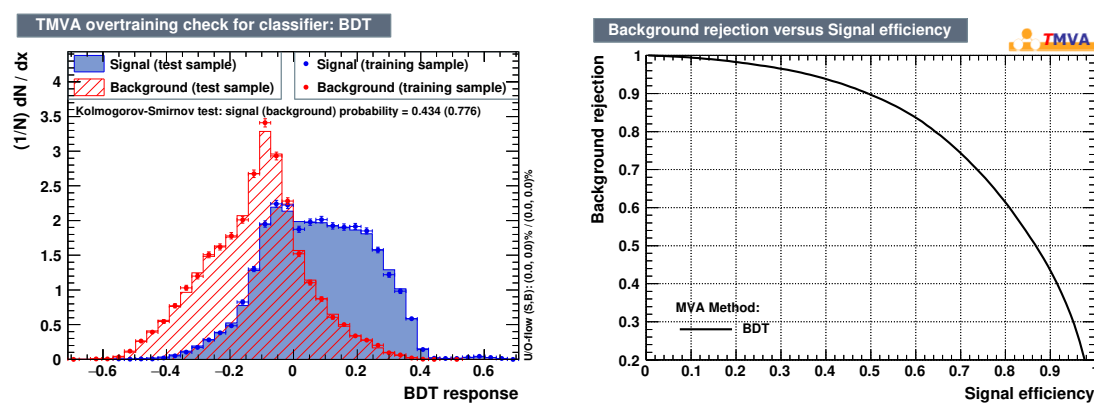 TMVA overtraining check for classifier: BDT
(1/N) dN / dx
4
3.5
3
2.5
2
1.5
1
0.5
0
Signal (test sample)
Background (test sample)
Signal (training sample)
Background (training sample)
Kolmogorov-Smirnov test: signal (background) probability = 0.434 (0.776)
−0.6 −0.4 −0.2 0 0.2 0.4 0.6
BDT response
U/O-flow (S,B): (0.0, 0.0)% / (0.0, 0.0)%
Background rejection versus Signal efficiency
TMVA
Background rejection
1
0.9
0.8
0.7
0.6
0.5
0.4
0.3
0.2
MVA Method:
BDT
0 0.1 0.2 0.3 0.4 0.5 0.6 0.7 0.8 0.9 1
Signal efficiency